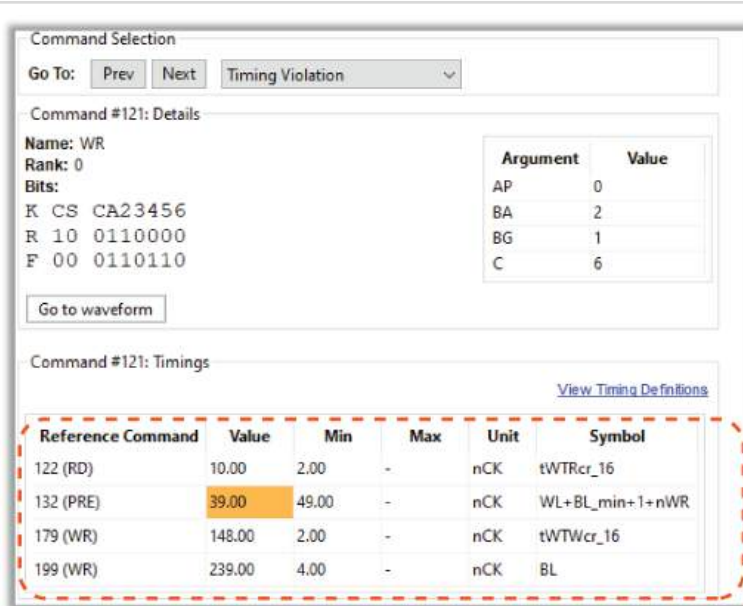 Command Selection
Go To: Prev Next Timing Violation
Command #121: Details
Name: WR
Rank: 0
Bits:
K CS CA23456
R 10 0110000
F 00 0110110
Argument Value
AP 0
BA 2
BG 1
C 6
Go to waveform
Command #121: Timings
View Timing Definitions
Reference Command Value Min Max Unit Symbol
122 (RD) 10.00 2.00 - nCK tWTRcr_16
132 (PRE) 39.00 49.00 - nCK WL+BL_min+1+nWR
179 (WR) 148.00 2.00 - nCK tWTWcr_16
199 (WR) 239.00 4.00 - nCK BL